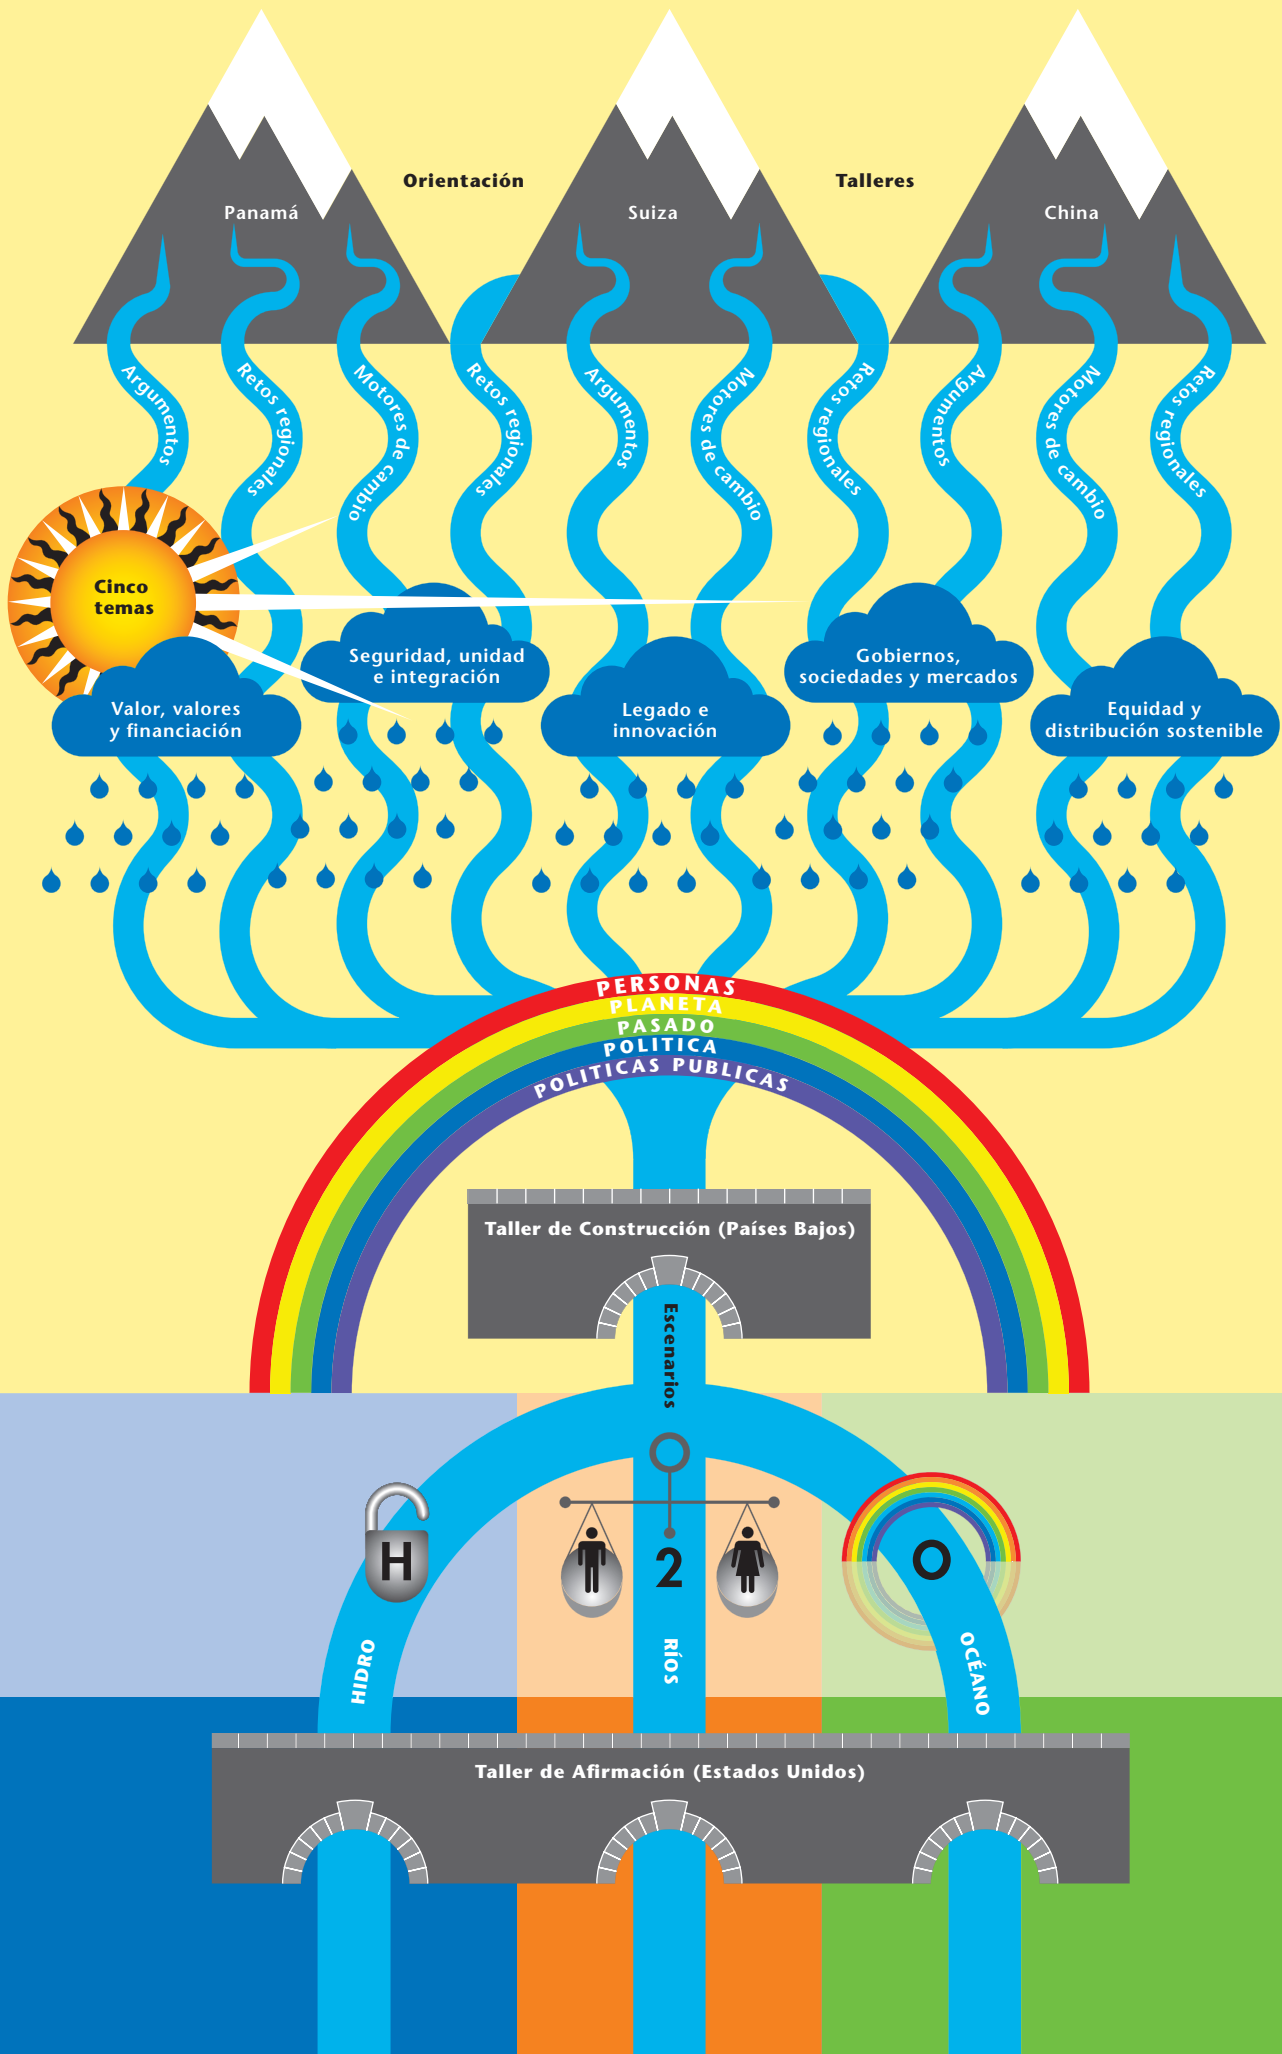 Orientación
Talleres
Panamá
Suiza
China
Argumentos
Retos regionales
Motores de cambio
Retos regionales
Argumentos
Motores de cambio
Retos regionales
Argumentos
Motores de cambio
Retos regionales
Cinco
temas
Valor, valores
y financiación
Seguridad, unidad
e integración
Legado e
innovación
Gobiernos,
sociedades y mercados
Equidad y
distribución sostenible
PERSONAS
PLANETA
PASADO
POLITICA
POLITICAS PUBLICAS
Taller de Construcción (Países Bajos)
Escenarios
H
2
O
HIDRO
RÍOS
OCÉANO
Taller de Afirmación (Estados Unidos)